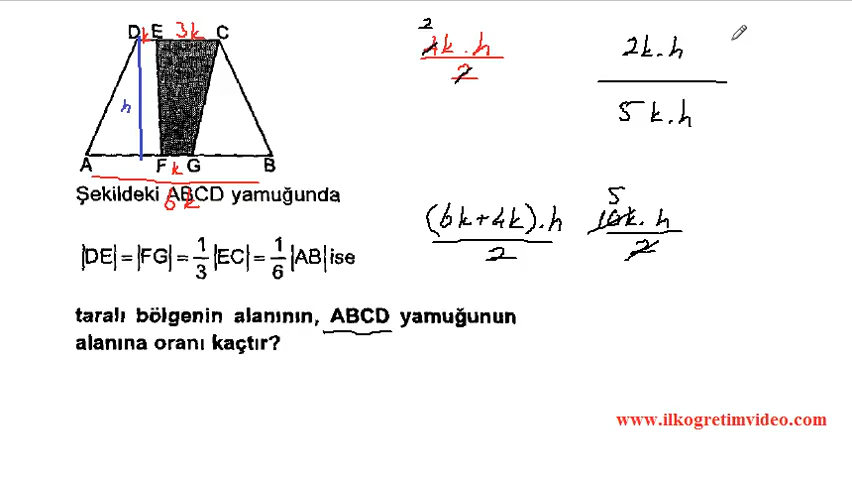 D k E 3k C
h
A F k G B
6k
Şekildeki ABCD yamuğunda
|DE| = |FG| = 1/3 |EC| = 1/6 |AB| ise
taralı bölgenin alanının, ABCD yamuğunun
alanına oranı kaçtır?
2
4k . h / 2
2k . h / 5k . h
5
(6k + 4k) . h / 2 10k . h / 2
www.ilkogretimvideo.com